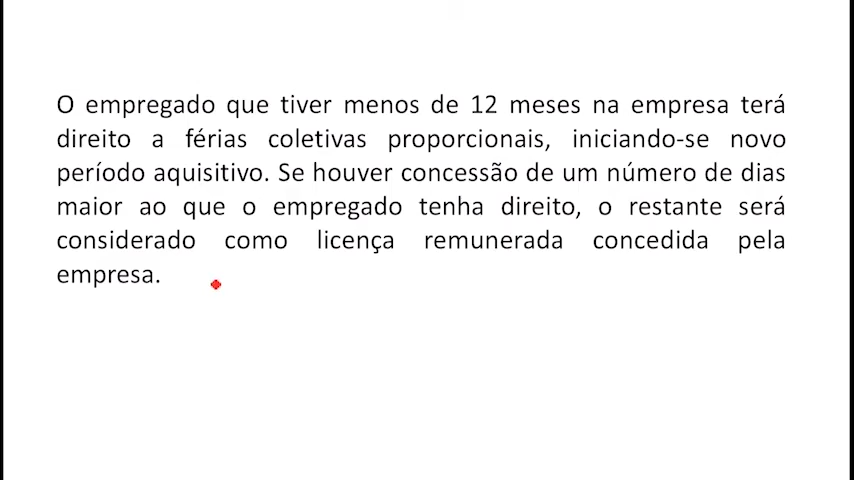 O empregado que tiver menos de 12 meses na empresa terá
direito a férias coletivas proporcionais, iniciando-se novo
período aquisitivo. Se houver concessão de um número de dias
maior ao que o empregado tenha direito, o restante será
considerado como licença remunerada concedida pela
empresa.